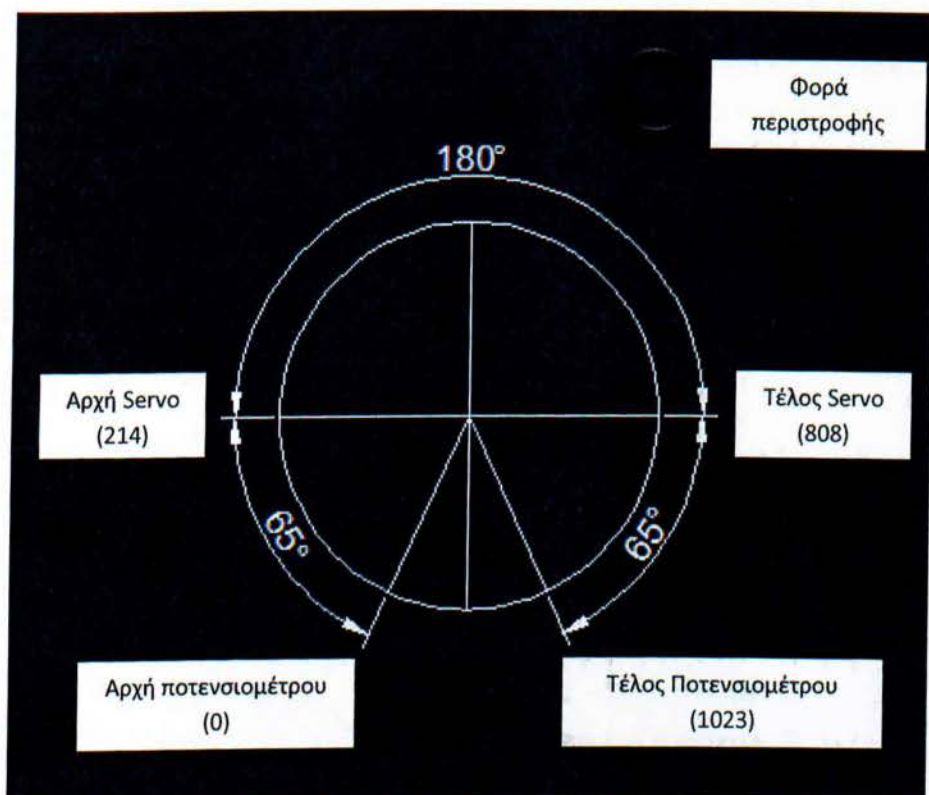 Φορά
περιστροφής
180°
Αρχή Servo
(214)
Τέλος Servo
(808)
65°
65°
Αρχή ποτενσιομέτρου
(0)
Τέλος Ποτενσιομέτρου
(1023)